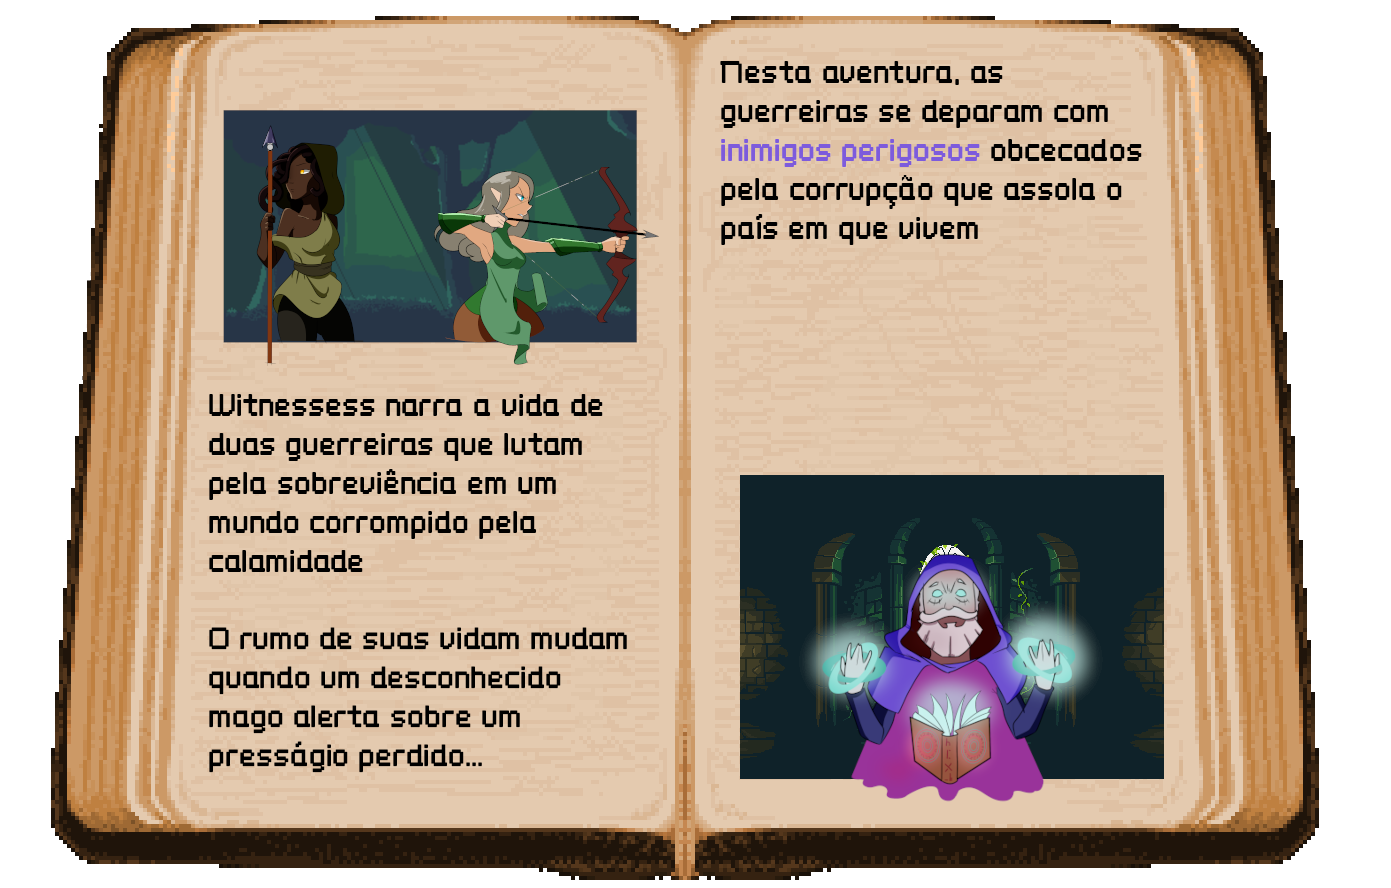 Witnessess narra a vida de
duas guerreiras que lutam
pela sobreviência em um
mundo corrompido pela
calamidade
O rumo de suas vidam mudam
quando um desconhecido
mago alerta sobre um
presságio perdido...
Nesta aventura, as
guerreiras se deparam com
inimigos perigosos obcecados
pela corrupção que assola o
país em que vivem